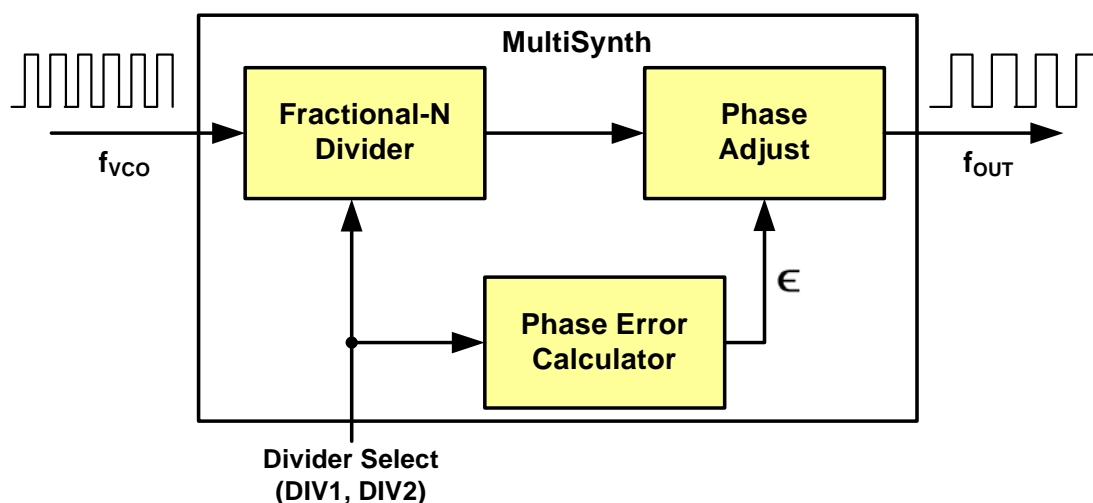 MultiSynth
Fractional-N
Divider
Phase
Adjust
fVCO
fOUT
ϵ
Phase Error
Calculator
Divider Select
(DIV1, DIV2)